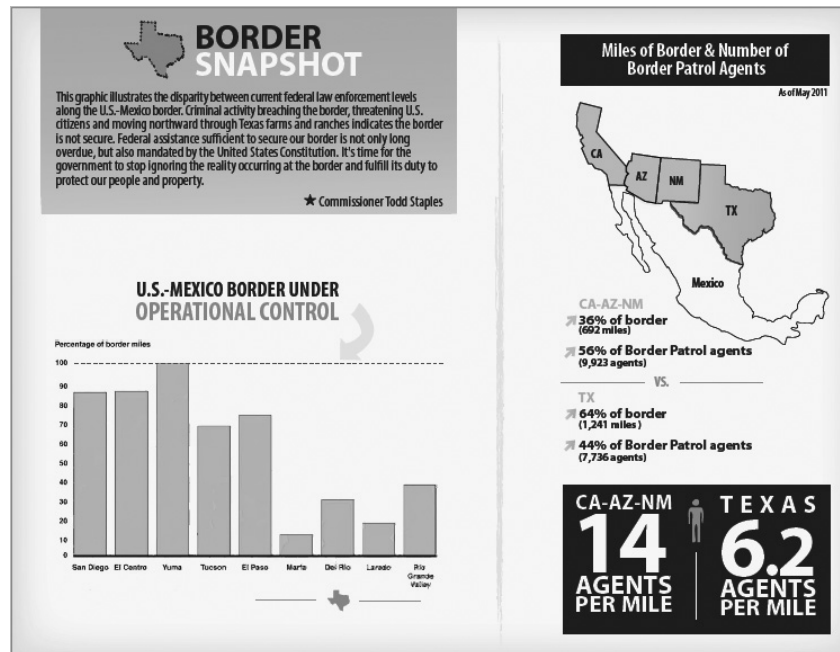 BORDER
SNAPSHOT
This graphic illustrates the disparity between current federal law enforcement levels
along the U.S.-Mexico border. Criminal activity breaching the border, threatening U.S.
citizens and moving northward through Texas farms and ranches indicates the border
is not secure. Federal assistance sufficient to secure our border is not only long
overdue, but also mandated by the United States Constitution. It's time for the
government to stop ignoring the reality occurring at the border and fulfill its duty to
protect our people and property.
★ Commissioner Todd Staples
U.S.-MEXICO BORDER UNDER
OPERATIONAL CONTROL
Percentage of border miles
100
90
80
70
60
50
40
30
20
10
0
San Diego El Centro Yuma Tucson El Paso Marfa Del Rio Laredo Rio
Grande
Valley
Miles of Border & Number of
Border Patrol Agents
As of May 2011
CA
AZ
NM
TX
Mexico
CA-AZ-NM
36% of border
(692 miles)
56% of Border Patrol agents
(9,923 agents)
VS.
TX
64% of border
(1,241 miles)
44% of Border Patrol agents
(7,736 agents)
CA-AZ-NM
14
AGENTS
PER MILE
TEXAS
6.2
AGENTS
PER MILE